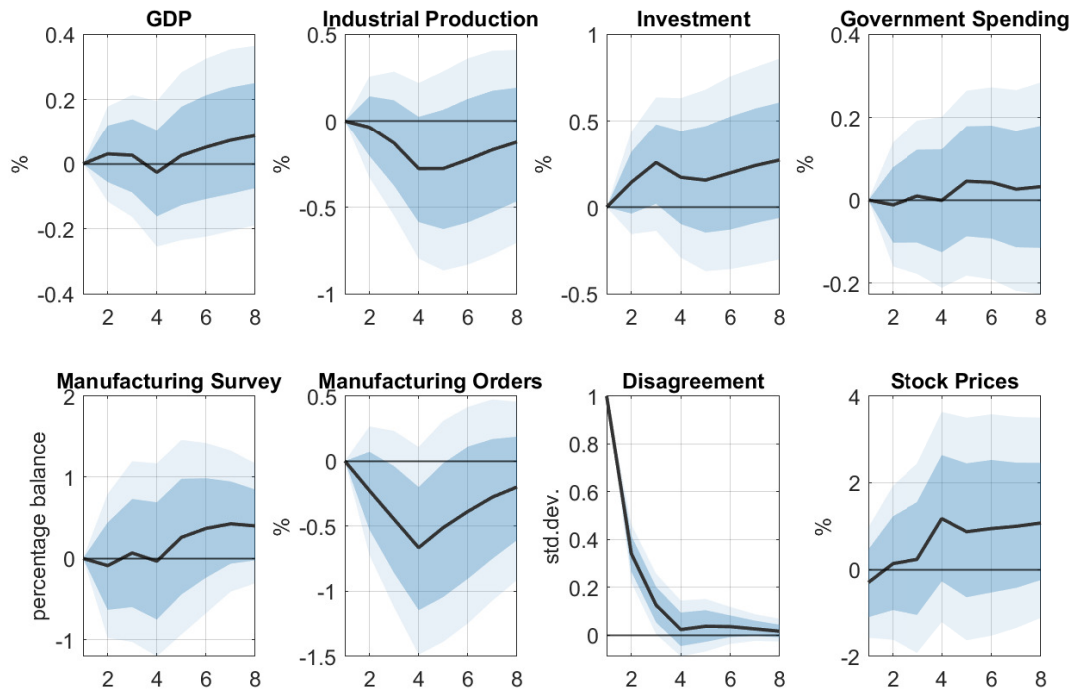 GDP
Industrial Production
Investment
Government Spending
0.4
0.2
0
-0.2
-0.4
%
2 4 6 8
0.5
0
-0.5
-1
%
2 4 6 8
1
0.5
0
-0.5
%
2 4 6 8
0.4
0.2
0
-0.2
%
2 4 6 8
Manufacturing Survey
Manufacturing Orders
Disagreement
Stock Prices
2
1
0
-1
percentage balance
2 4 6 8
0.5
0
-0.5
-1
-1.5
%
2 4 6 8
1
0.8
0.6
0.4
0.2
0
std.dev.
2 4 6 8
4
2
0
-2
%
2 4 6 8